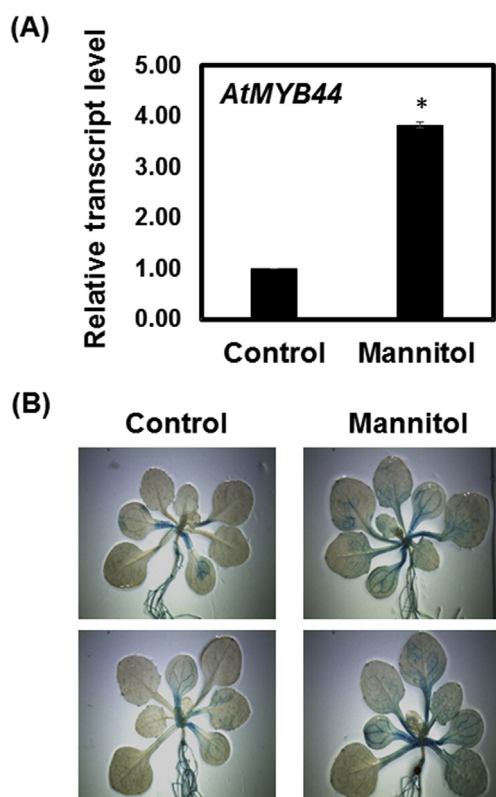 (A)
Relative transcript level
5.00
4.00
3.00
2.00
1.00
0.00
AtMYB44
*
Control Mannitol
(B)
Control Mannitol